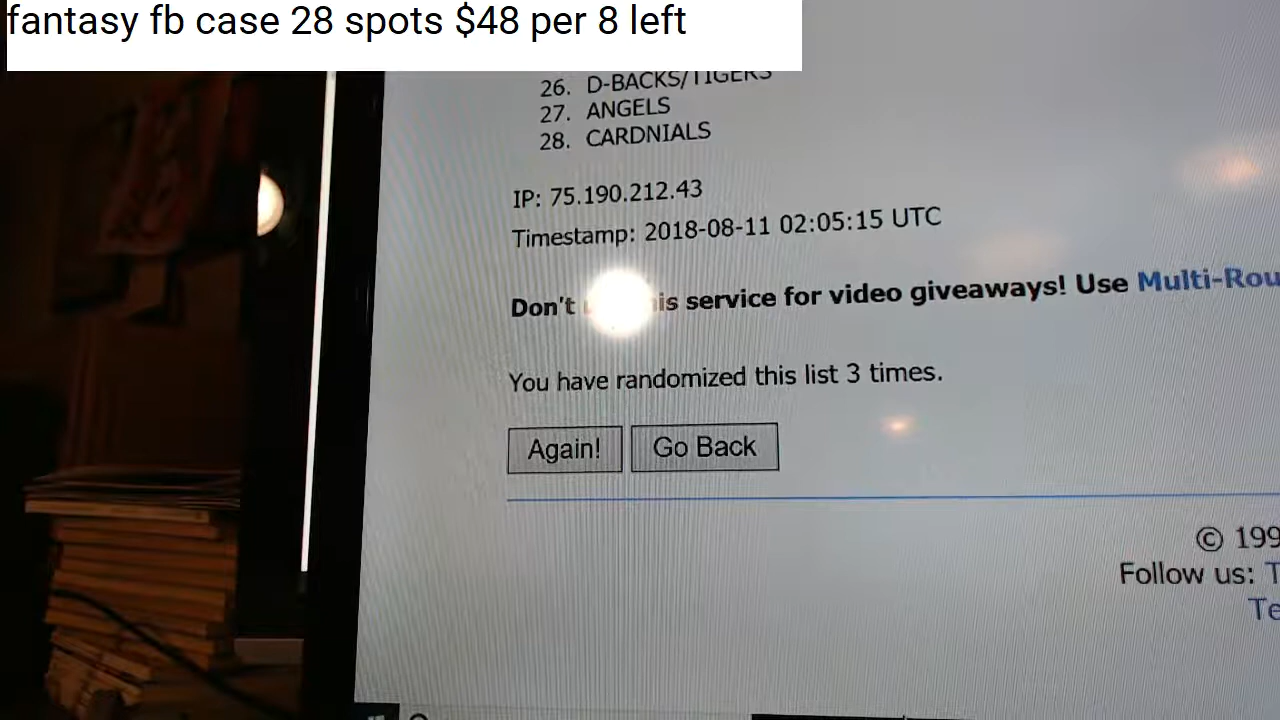 fantasy fb case 28 spots $48 per 8 left
26. D-BACKS/TIGERS
27. ANGELS
28. CARDNIALS
IP: 75.190.212.43
Timestamp: 2018-08-11 02:05:15 UTC
Don't is service for video giveaways! Use Multi-Rou
You have randomized this list 3 times.
Again! Go Back
© 199
Follow us: T
Te